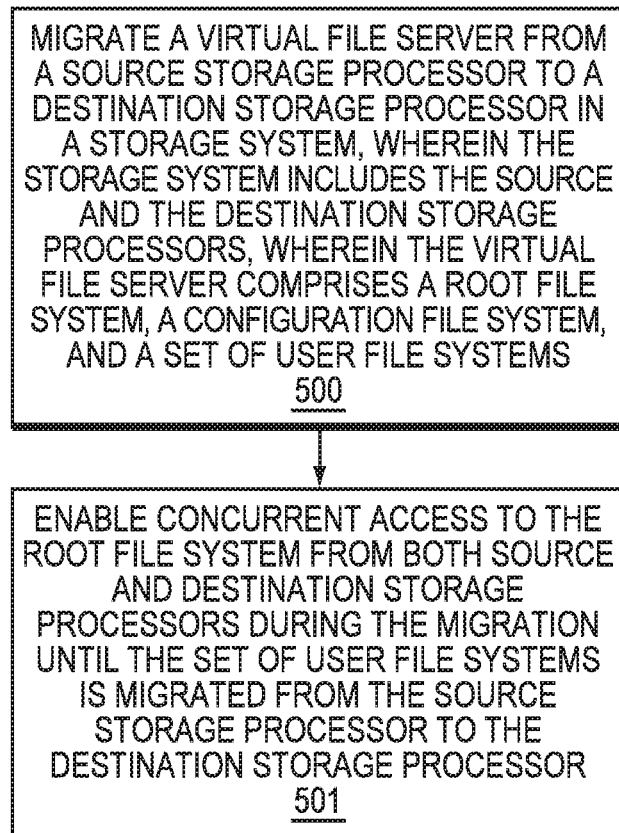 MIGRATE A VIRTUAL FILE SERVER FROM
A SOURCE STORAGE PROCESSOR TO A
DESTINATION STORAGE PROCESSOR IN
A STORAGE SYSTEM, WHEREIN THE
STORAGE SYSTEM INCLUDES THE SOURCE
AND THE DESTINATION STORAGE
PROCESSORS, WHEREIN THE VIRTUAL
FILE SERVER COMPRISES A ROOT FILE
SYSTEM, A CONFIGURATION FILE SYSTEM,
AND A SET OF USER FILE SYSTEMS
500
ENABLE CONCURRENT ACCESS TO THE
ROOT FILE SYSTEM FROM BOTH SOURCE
AND DESTINATION STORAGE
PROCESSORS DURING THE MIGRATION
UNTIL THE SET OF USER FILE SYSTEMS
IS MIGRATED FROM THE SOURCE
STORAGE PROCESSOR TO THE
DESTINATION STORAGE PROCESSOR
501